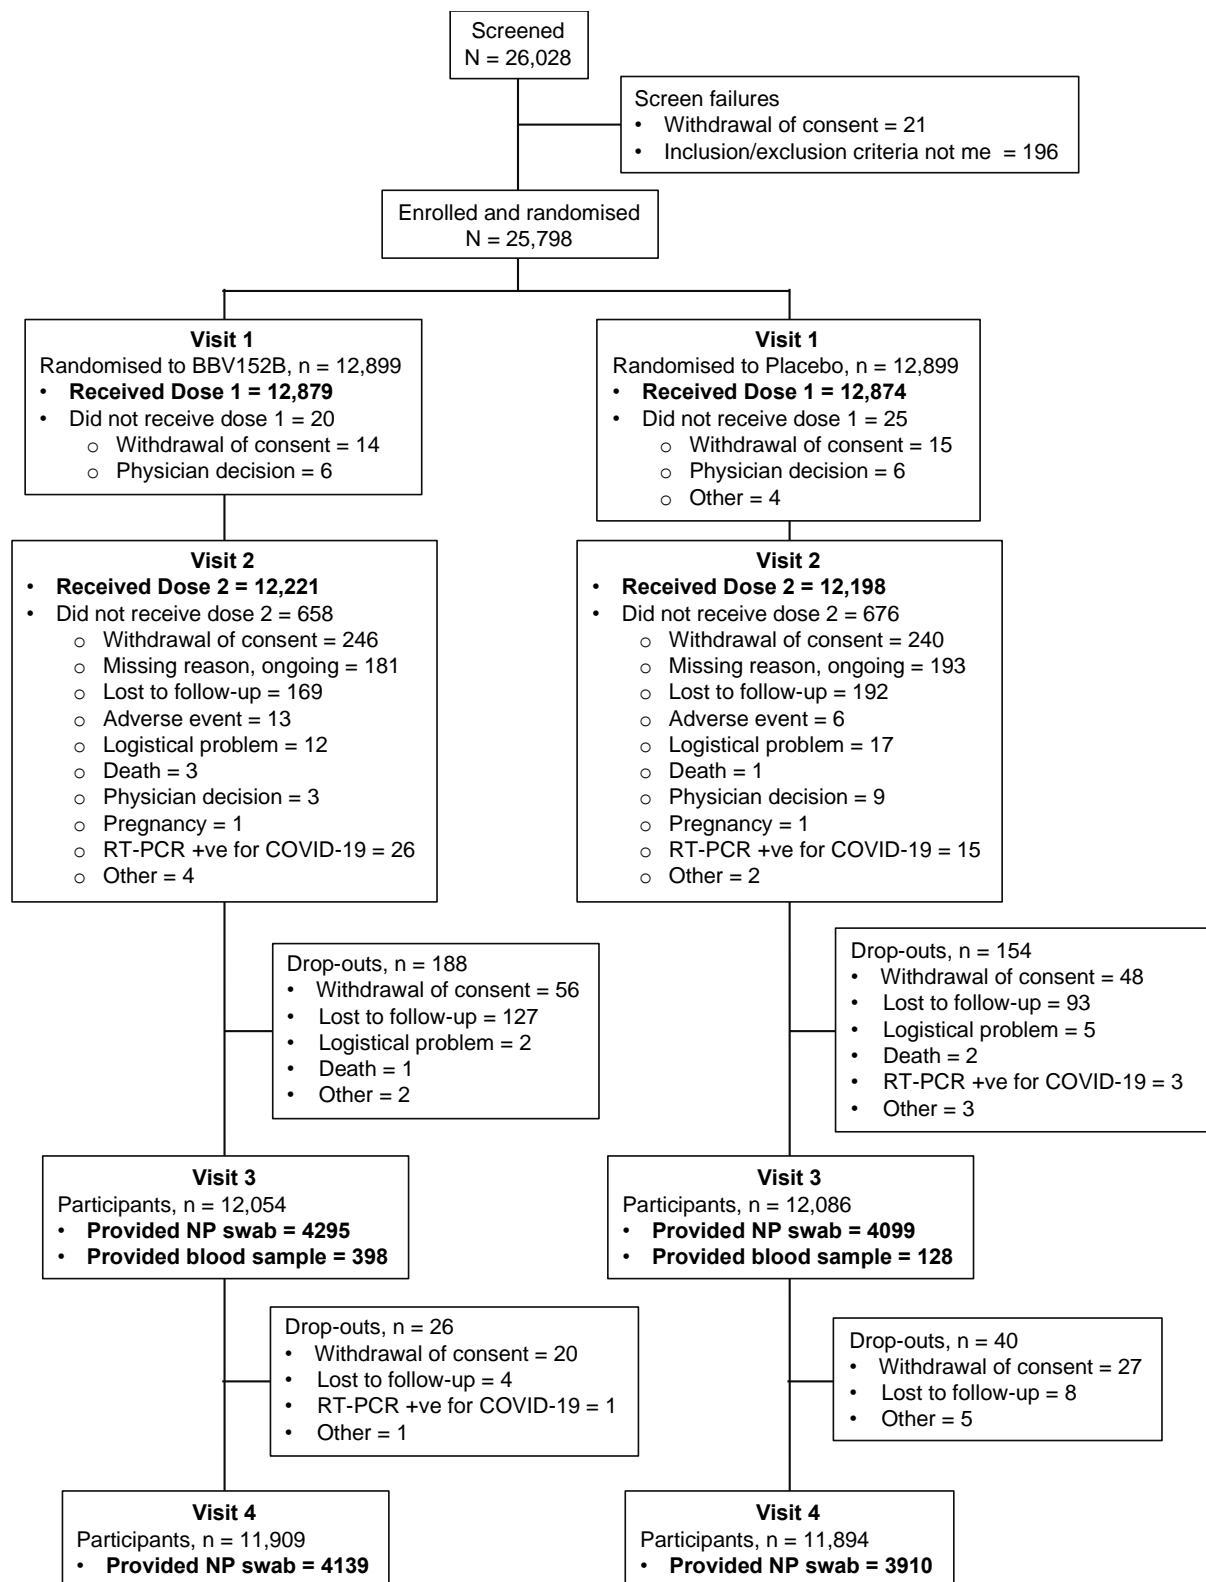 Screened
N = 26,028
Screen failures
• Withdrawal of consent = 21
• Inclusion/exclusion criteria not me = 196
Enrolled and randomised
N = 25,798
Visit 1
Randomised to BBV152B, n = 12,899
• Received Dose 1 = 12,879
• Did not receive dose 1 = 20
o Withdrawal of consent = 14
o Physician decision = 6
Visit 1
Randomised to Placebo, n = 12,899
• Received Dose 1 = 12,874
• Did not receive dose 1 = 25
o Withdrawal of consent = 15
o Physician decision = 6
o Other = 4
Visit 2
• Received Dose 2 = 12,221
• Did not receive dose 2 = 658
o Withdrawal of consent = 246
o Missing reason, ongoing = 181
o Lost to follow-up = 169
o Adverse event = 13
o Logistical problem = 12
o Death = 3
o Physician decision = 3
o Pregnancy = 1
o RT-PCR +ve for COVID-19 = 26
o Other = 4
Visit 2
• Received Dose 2 = 12,198
• Did not receive dose 2 = 676
o Withdrawal of consent = 240
o Missing reason, ongoing = 193
o Lost to follow-up = 192
o Adverse event = 6
o Logistical problem = 17
o Death = 1
o Physician decision = 9
o Pregnancy = 1
o RT-PCR +ve for COVID-19 = 15
o Other = 2
Drop-outs, n = 188
• Withdrawal of consent = 56
• Lost to follow-up = 127
• Logistical problem = 2
• Death = 1
• Other = 2
Drop-outs, n = 154
• Withdrawal of consent = 48
• Lost to follow-up = 93
• Logistical problem = 5
• Death = 2
• RT-PCR +ve for COVID-19 = 3
• Other = 3
Visit 3
Participants, n = 12,054
• Provided NP swab = 4295
• Provided blood sample = 398
Visit 3
Participants, n = 12,086
• Provided NP swab = 4099
• Provided blood sample = 128
Drop-outs, n = 26
• Withdrawal of consent = 20
• Lost to follow-up = 4
• RT-PCR +ve for COVID-19 = 1
• Other = 1
Drop-outs, n = 40
• Withdrawal of consent = 27
• Lost to follow-up = 8
• Other = 5
Visit 4
Participants, n = 11,909
• Provided NP swab = 4139
Visit 4
Participants, n = 11,894
• Provided NP swab = 3910